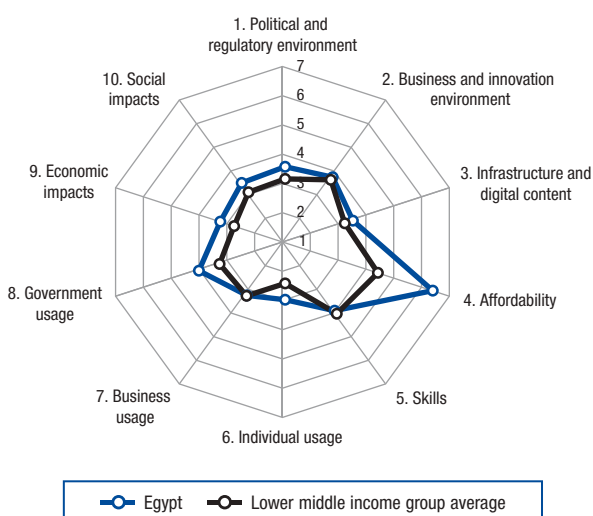 1. Political and
regulatory environment
7
6
5
4
3
2
1
2. Business and innovation
environment
3. Infrastructure and
digital content
4. Affordability
5. Skills
6. Individual usage
7. Business
usage
8. Government
usage
9. Economic
impacts
10. Social
impacts
Egypt
Lower middle income group average